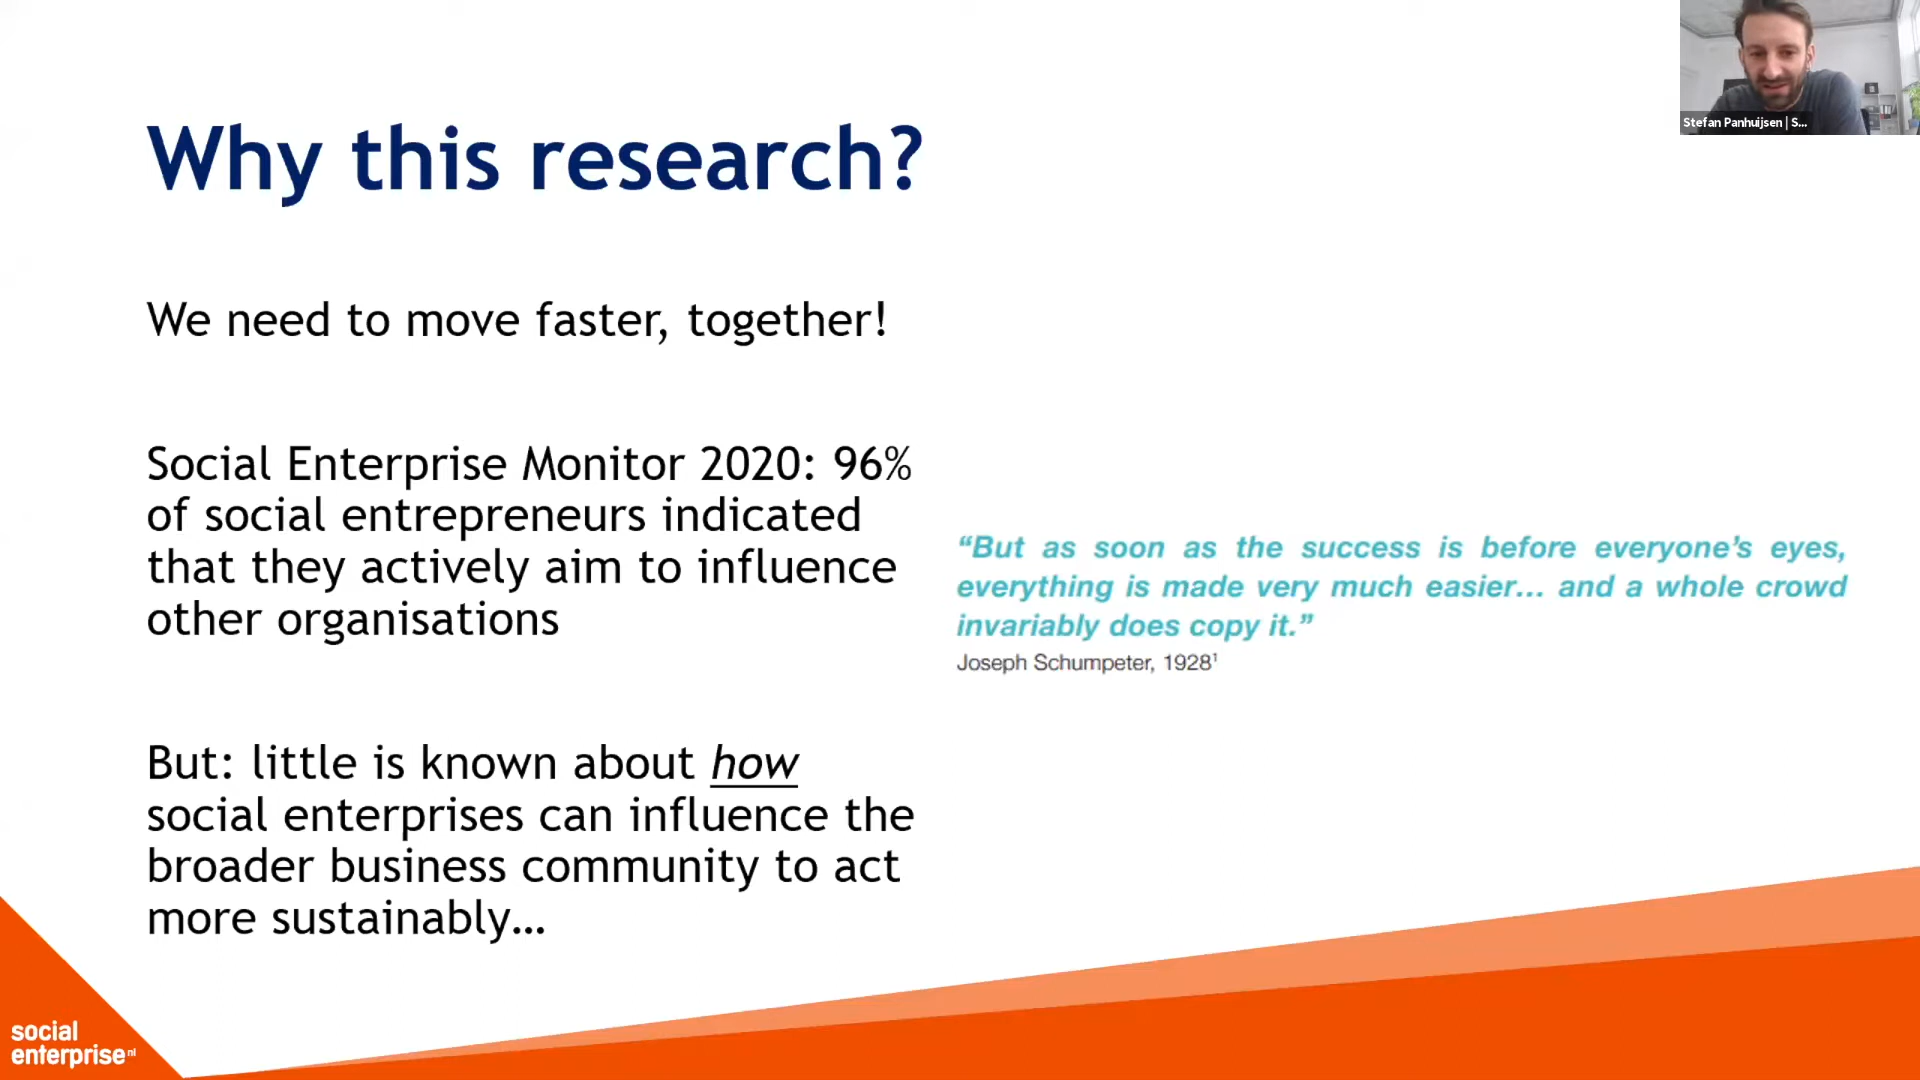 Why this research?
We need to move faster, together!
Social Enterprise Monitor 2020: 96%
of social entrepreneurs indicated
that they actively aim to influence
other organisations
But: little is known about how
social enterprises can influence the
broader business community to act
more sustainably…
“But as soon as the success is before everyone’s eyes,
everything is made very much easier… and a whole crowd
invariably does copy it.”
Joseph Schumpeter, 1928¹
Stefan Panhuijsen | S...
social
enterprise nl